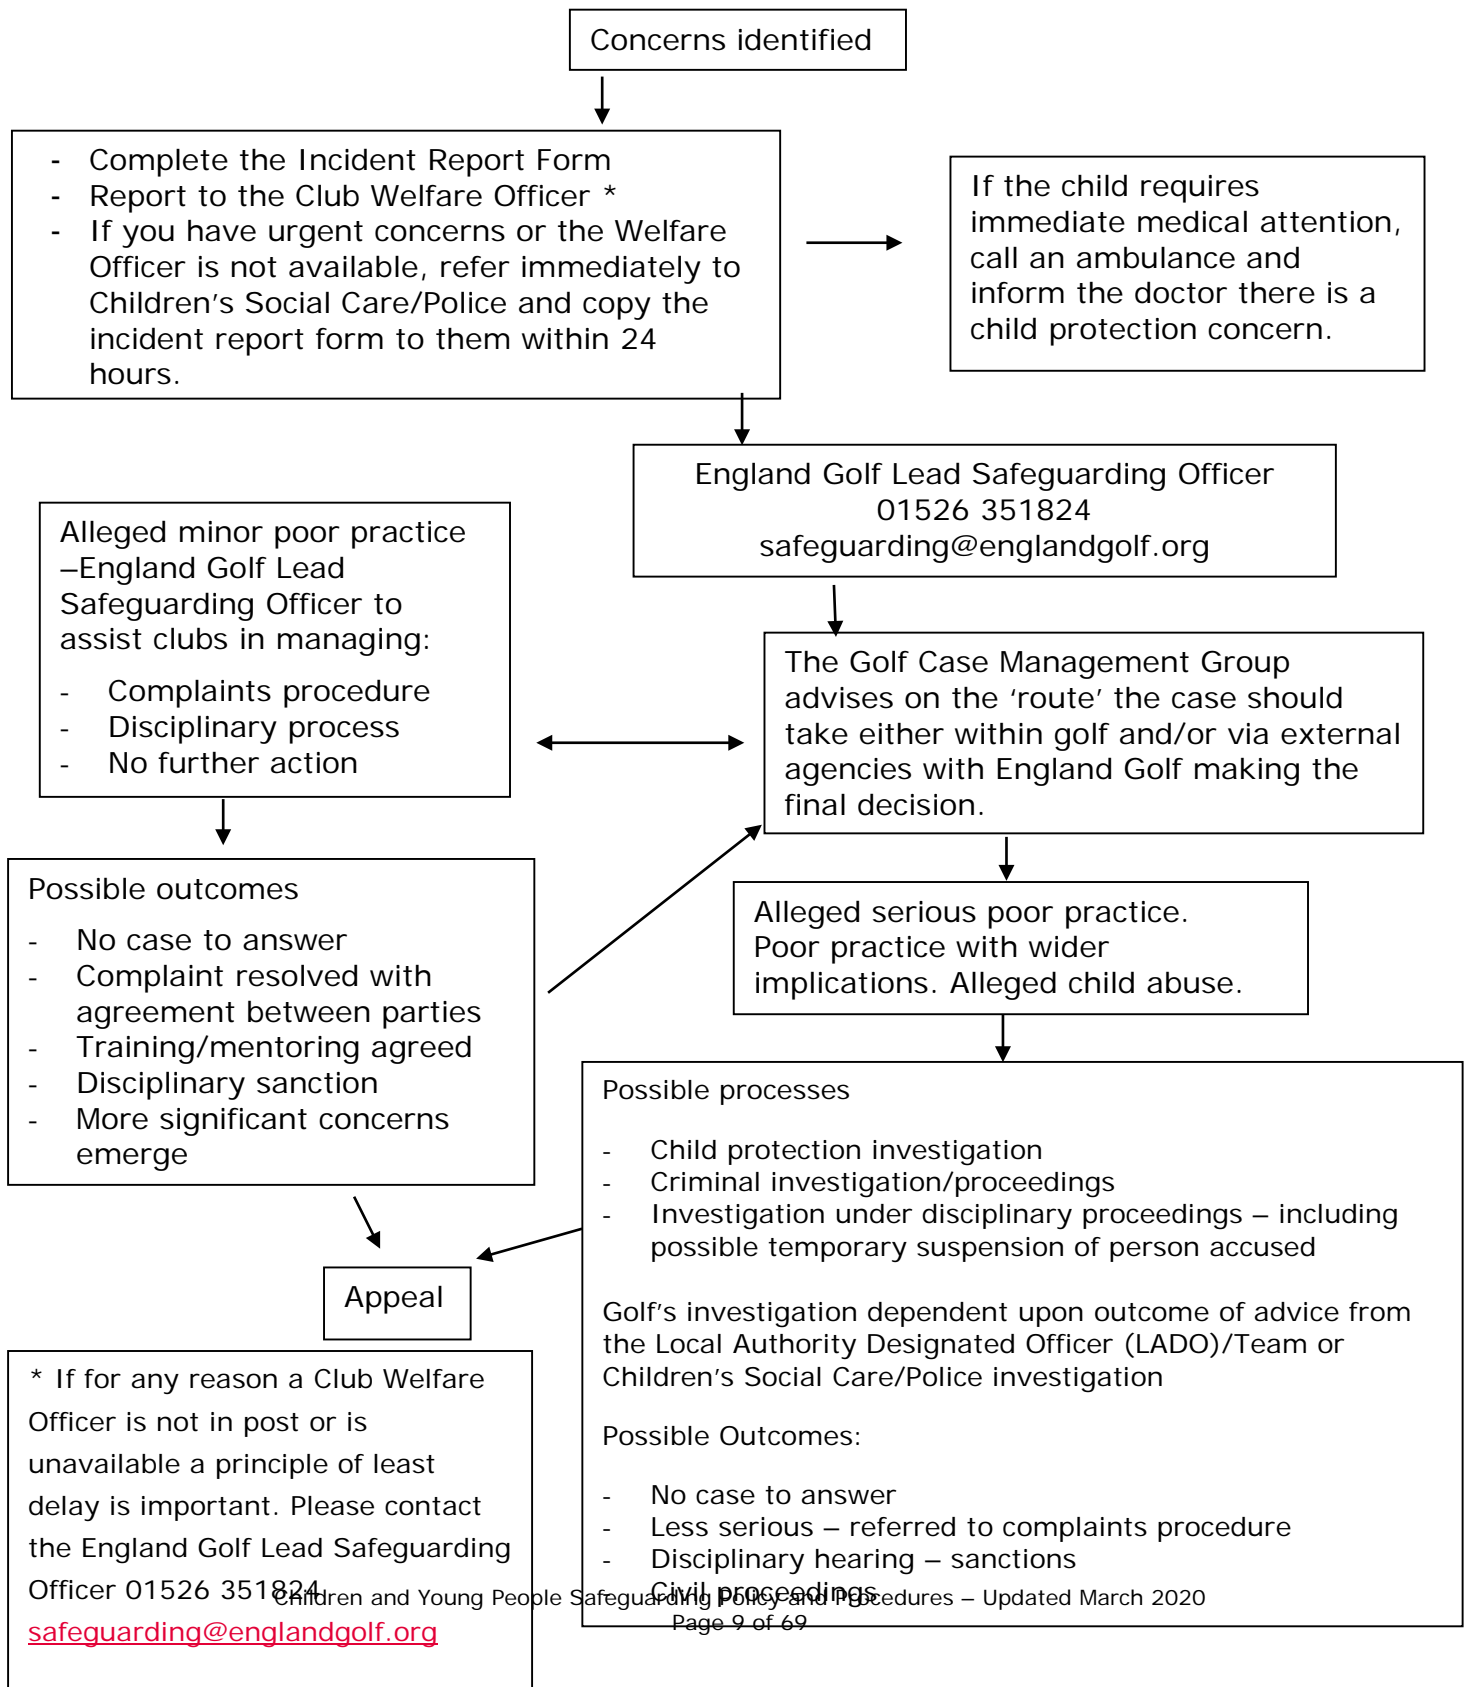 Concerns identified
- Complete the Incident Report Form
- Report to the Club Welfare Officer *
- If you have urgent concerns or the Welfare
Officer is not available, refer immediately to
Children’s Social Care/Police and copy the
incident report form to them within 24
hours.
If the child requires
immediate medical attention,
call an ambulance and
inform the doctor there is a
child protection concern.
England Golf Lead Safeguarding Officer
01526 351824
safeguarding@englandgolf.org
Alleged minor poor practice
–England Golf Lead
Safeguarding Officer to
assist clubs in managing:
- Complaints procedure
- Disciplinary process
- No further action
The Golf Case Management Group
advises on the ‘route’ the case should
take either within golf and/or via external
agencies with England Golf making the
final decision.
Possible outcomes
- No case to answer
- Complaint resolved with
agreement between parties
- Training/mentoring agreed
- Disciplinary sanction
- More significant concerns
emerge
Alleged serious poor practice.
Poor practice with wider
implications. Alleged child abuse.
Possible processes
- Child protection investigation
- Criminal investigation/proceedings
- Investigation under disciplinary proceedings – including
possible temporary suspension of person accused
Golf’s investigation dependent upon outcome of advice from
the Local Authority Designated Officer (LADO)/Team or
Children’s Social Care/Police investigation
Possible Outcomes:
- No case to answer
- Less serious – referred to complaints procedure
- Disciplinary hearing – sanctions
- Civil proceedings
Appeal
* If for any reason a Club Welfare
Officer is not in post or is
unavailable a principle of least
delay is important. Please contact
the England Golf Lead Safeguarding
Officer 01526 351824
safeguarding@englandgolf.org
Children and Young People Safeguarding Policy and Procedures – Updated March 2020
Page 9 of 69